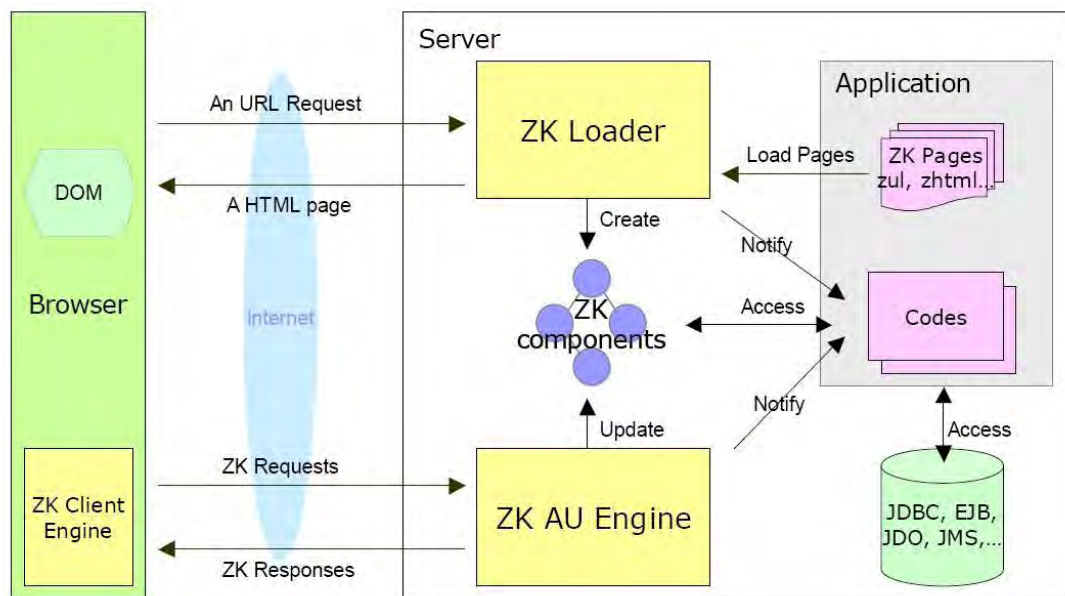 Server
Application
An URL Request
ZK Loader
Load Pages
ZK Pages
zul, zhtml...
DOM
A HTML page
Create
Notify
Browser
Internet
ZK
components
Access
Codes
Notify
Update
Access
ZK Requests
ZK Client
Engine
ZK AU Engine
JDBC, EJB,
JDO, JMS,...
ZK Responses